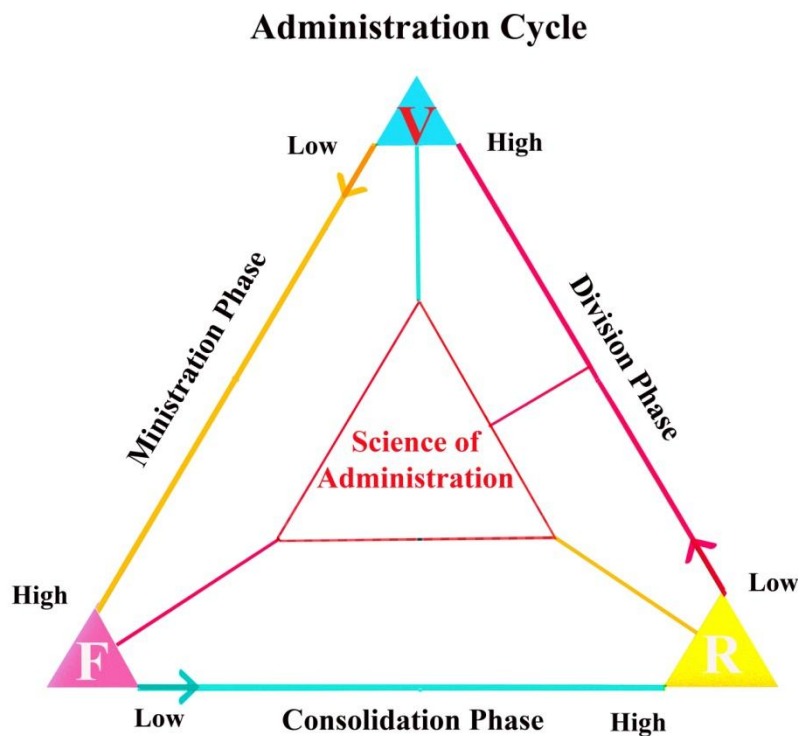 Administration Cycle
V
Low
High
Ministration Phase
Division Phase
Science of
Administration
High
Low
F
R
Low
Consolidation Phase
High